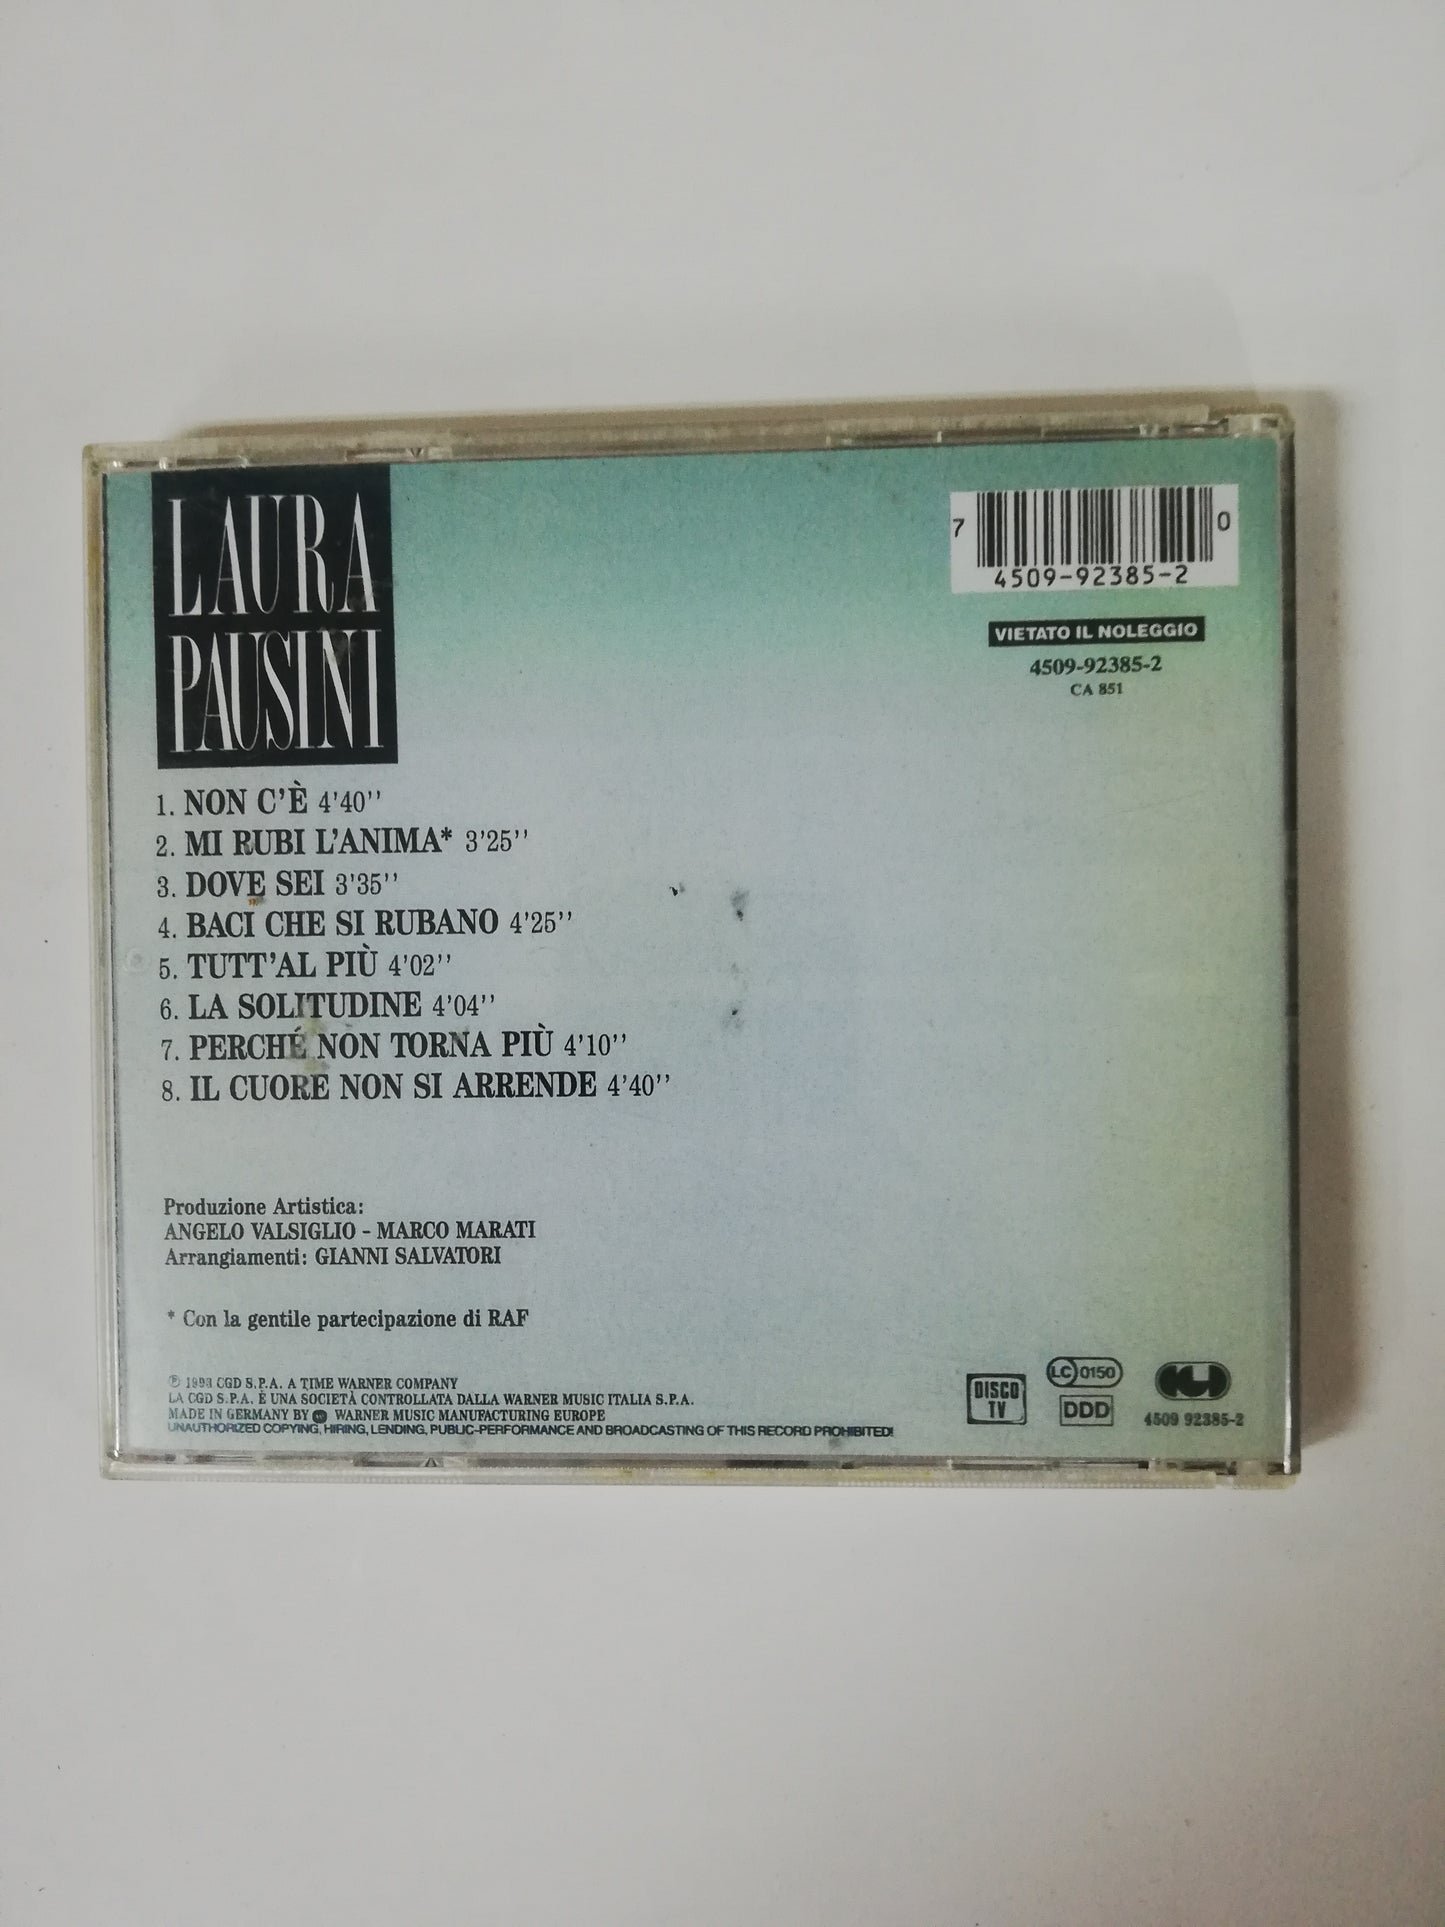 LAURA
PAUSINI
7 0
4509-92385-2
VIETATO IL NOLEGGIO
4509-92385-2
CA 851
1. NON C'È 4'40''
2. MI RUBI L'ANIMA* 3'25''
3. DOVE SEI 3'35''
4. BACI CHE SI RUBANO 4'25''
5. TUTT'AL PIÙ 4'02''
6. LA SOLITUDINE 4'04''
7. PERCHÉ NON TORNA PIÙ 4'10''
8. IL CUORE NON SI ARRENDE 4'40''
Produzione Artistica:
ANGELO VALSIGLIO - MARCO MARATI
Arrangiamenti: GIANNI SALVATORI
* Con la gentile partecipazione di RAF
℗ 1993 CGD S.P.A. A TIME WARNER COMPANY
LA CGD S.P.A. È UNA SOCIETÀ CONTROLLATA DALLA WARNER MUSIC ITALIA S.P.A.
MADE IN GERMANY BY WARNER MUSIC MANUFACTURING EUROPE
UNAUTHORIZED COPYING, HIRING, LENDING, PUBLIC-PERFORMANCE AND BROADCASTING OF THIS RECORD PROHIBITED!
DISCO
TV
LC 0150
DDD
4509 92385-2